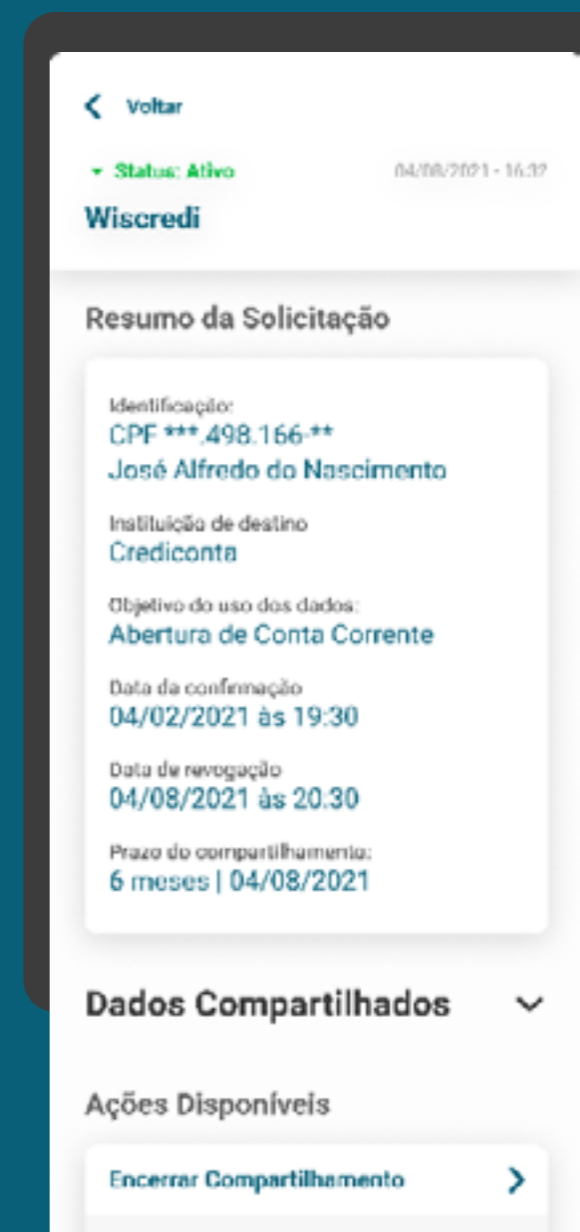 Voltar
Status: Ativo
04/08/2021 - 16:32
Wiscredi
Resumo da Solicitação
Identificação:
CPF ***.498.166-**
José Alfredo do Nascimento
Instituição de destino
Crediconta
Objetivo do uso dos dados:
Abertura de Conta Corrente
Data da confirmação
04/02/2021 às 19:30
Data de revogação
04/08/2021 às 20:30
Prazo do compartilhamento:
6 meses | 04/08/2021
Dados Compartilhados
Ações Disponíveis
Encerrar Compartilhamento